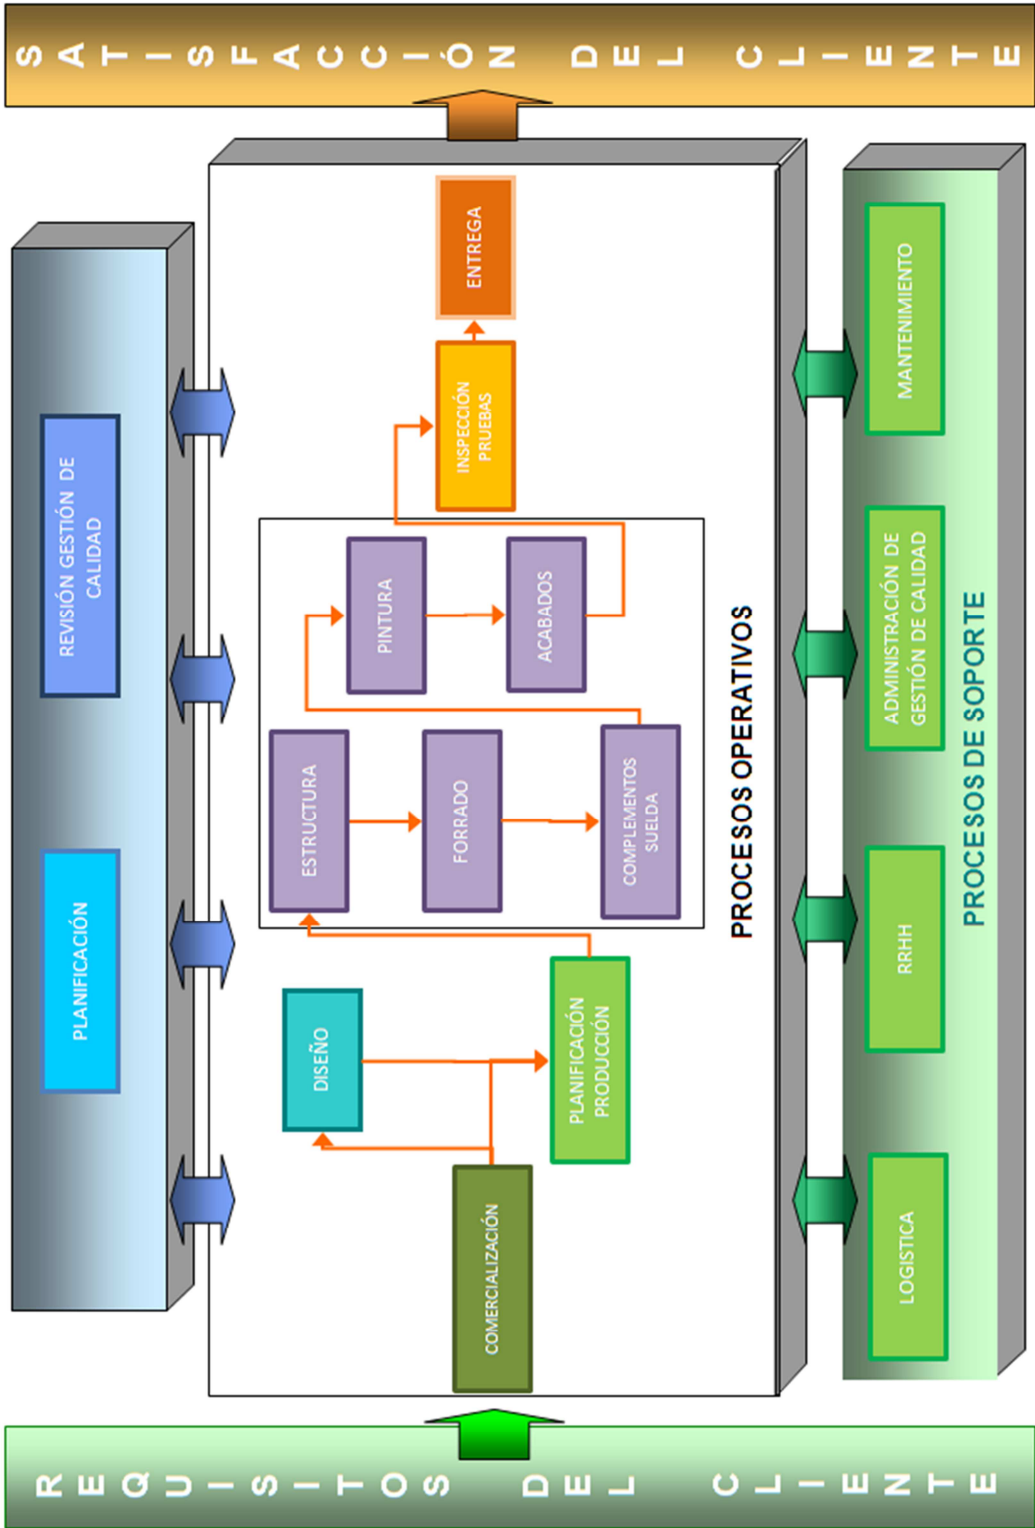 REQUISITOS DEL CLIENTE
PLANIFICACIÓN
REVISIÓN GESTIÓN DE
CALIDAD
COMERCIALIZACIÓN
DISEÑO
PLANIFICACIÓN
PRODUCCIÓN
ESTRUCTURA
FORRADO
COMPLEMENTOS
SUELDA
PINTURA
ACABADOS
INSPECCIÓN
PRUEBAS
ENTREGA
PROCESOS OPERATIVOS
LOGISTICA
RRHH
ADMINISTRACIÓN DE
GESTIÓN DE CALIDAD
MANTENIMIENTO
PROCESOS DE SOPORTE
SATISFACCIÓN DEL CLIENTE